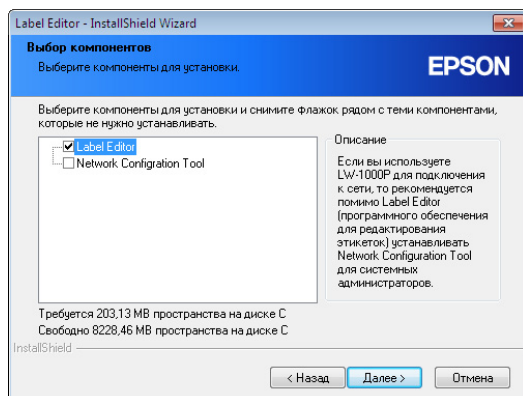 Label Editor - InstallShield Wizard
Выбор компонентов
Выберите компоненты для установки.
EPSON
Выберите компоненты для установки и снимите флажок рядом с теми компонентами,
которые не нужно устанавливать.
Label Editor
Network Configration Tool
Описание
Если вы используете
LW-1000P для подключения
к сети, то рекомендуется
помимо Label Editor
(программного обеспечения
для редактирования
этикеток) устанавливать
Network Configuration Tool
для системных
администраторов.
Требуется 203,13 MB пространства на диске C
Свободно 8228,46 MB пространства на диске C
InstallShield
< Назад
Далее >
Отмена